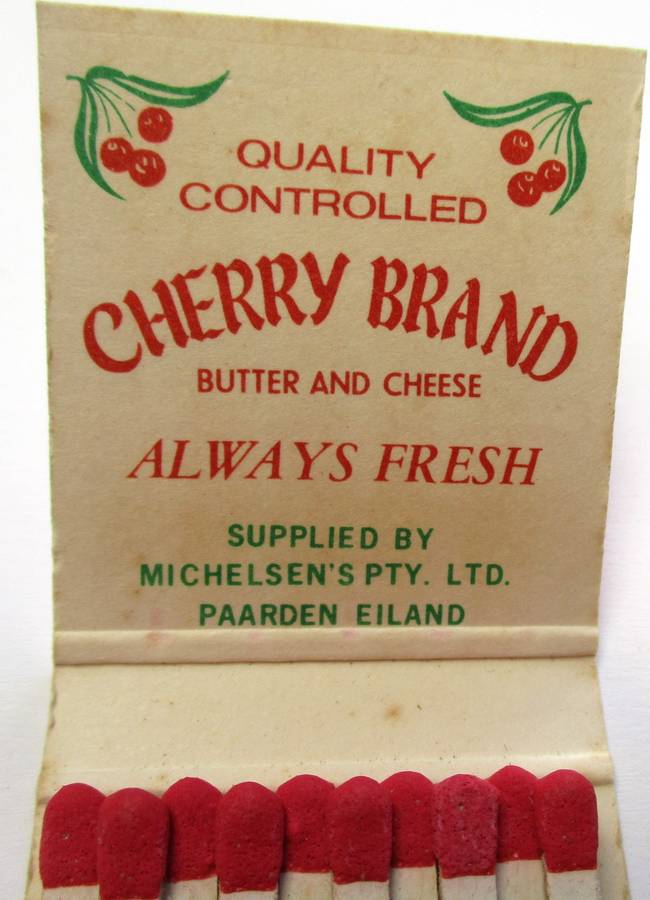 QUALITY
CONTROLLED
CHERRY BRAND
BUTTER AND CHEESE
ALWAYS FRESH
SUPPLIED BY
MICHELSEN'S PTY. LTD.
PAARDEN EILAND